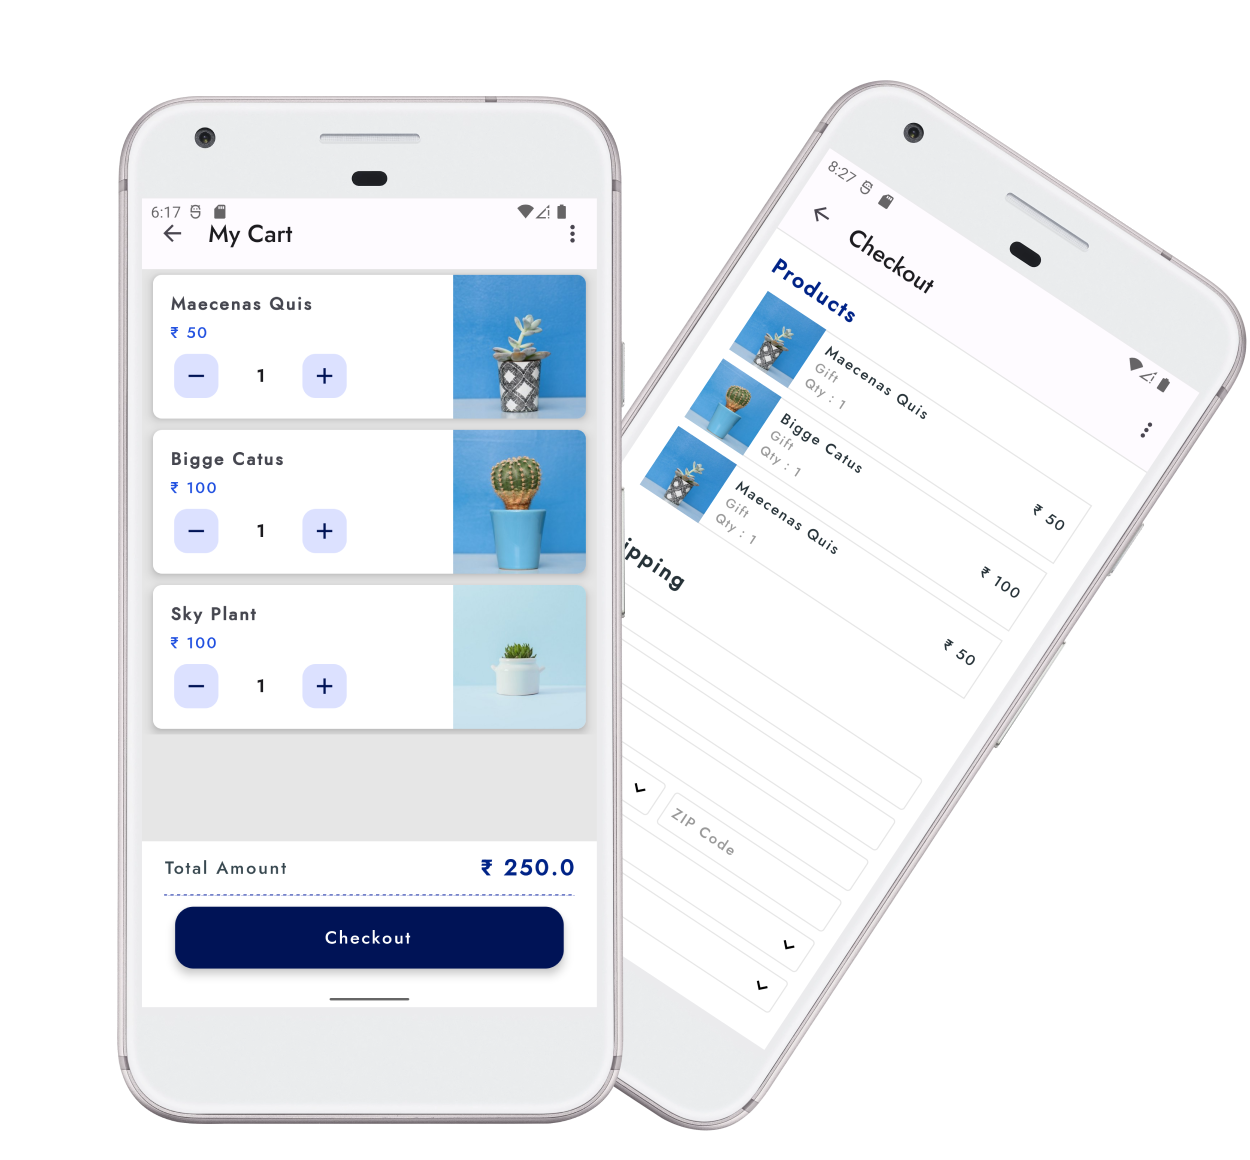 6:17
My Cart
Maecenas Quis
₹ 50
1
Bigge Catus
₹ 100
1
Sky Plant
₹ 100
1
Total Amount
₹ 250.0
Checkout
8:27
Checkout
Products
Maecenas Quis
Gift
Qty : 1
₹ 50
Bigge Catus
Gift
Qty : 1
₹ 100
Maecenas Quis
Gift
Qty : 1
₹ 50
ipping
ZIP Code